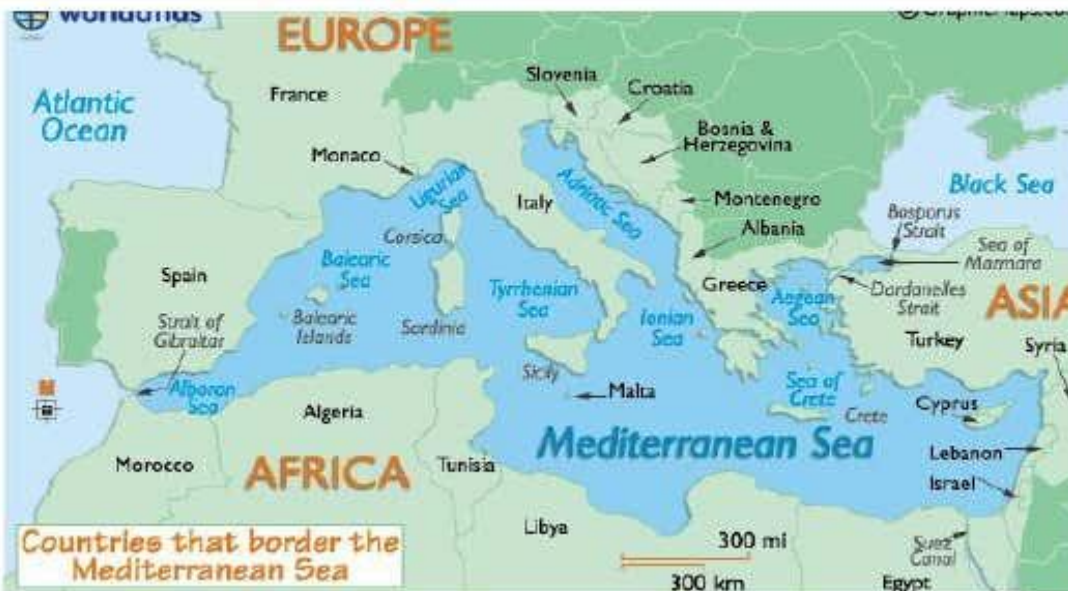 worldatlas
EUROPE
Slovenia
Croatia
France
Atlantic
Ocean
Bosnia &
Herzegovina
Monaco
Ligurian
Sea
Adriatic Sea
Italy
Black Sea
Montenegro
Bosporus
Strait
Corsica
Albania
Sea of
Marmara
Balearic
Sea
Spain
Tyrrhenian
Sea
Greece
Aegean
Sea
Dardanelles
Strait
ASIA
Ionian
Sea
Balearic
Islands
Sardinia
Strait of
Gibraltar
Turkey
Syria
Sicily
Sea of
Crete
Alboran
Sea
Malta
Algeria
Crete
Cyprus
Mediterranean Sea
Lebanon
Morocco
AFRICA
Tunisia
Israel
Libya
300 mi
300 km
Suez
Canal
Egypt
Countries that border the
Mediterranean Sea